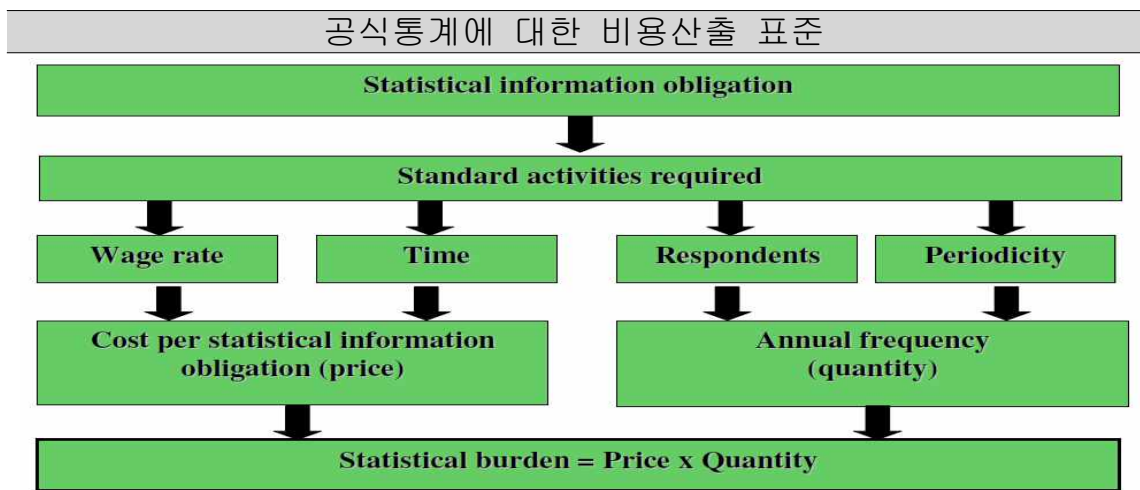 공식통계에 대한 비용산출 표준
Statistical information obligation
Standard activities required
Wage rate
Time
Respondents
Periodicity
Cost per statistical information
obligation (price)
Annual frequency
(quantity)
Statistical burden = Price x Quantity